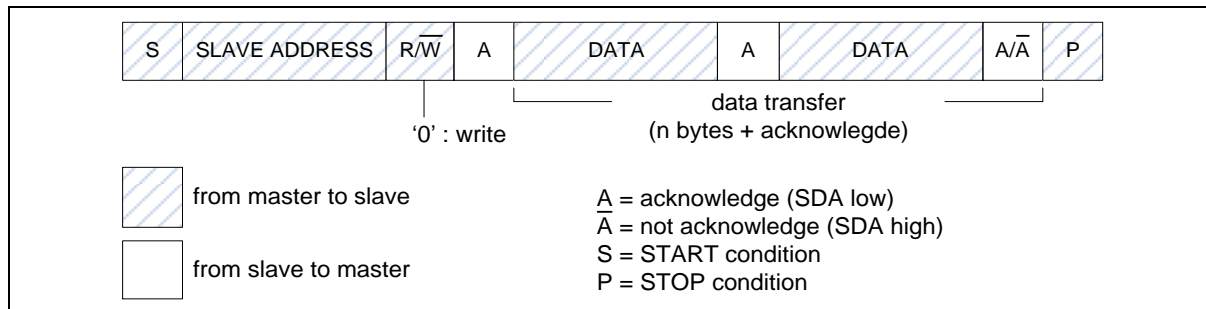 S SLAVE ADDRESS R/W̅ A DATA A DATA A/A̅ P
data transfer
(n bytes + acknowlegde)
'0' : write
from master to slave
from slave to master
A = acknowledge (SDA low)
A̅ = not acknowledge (SDA high)
S = START condition
P = STOP condition